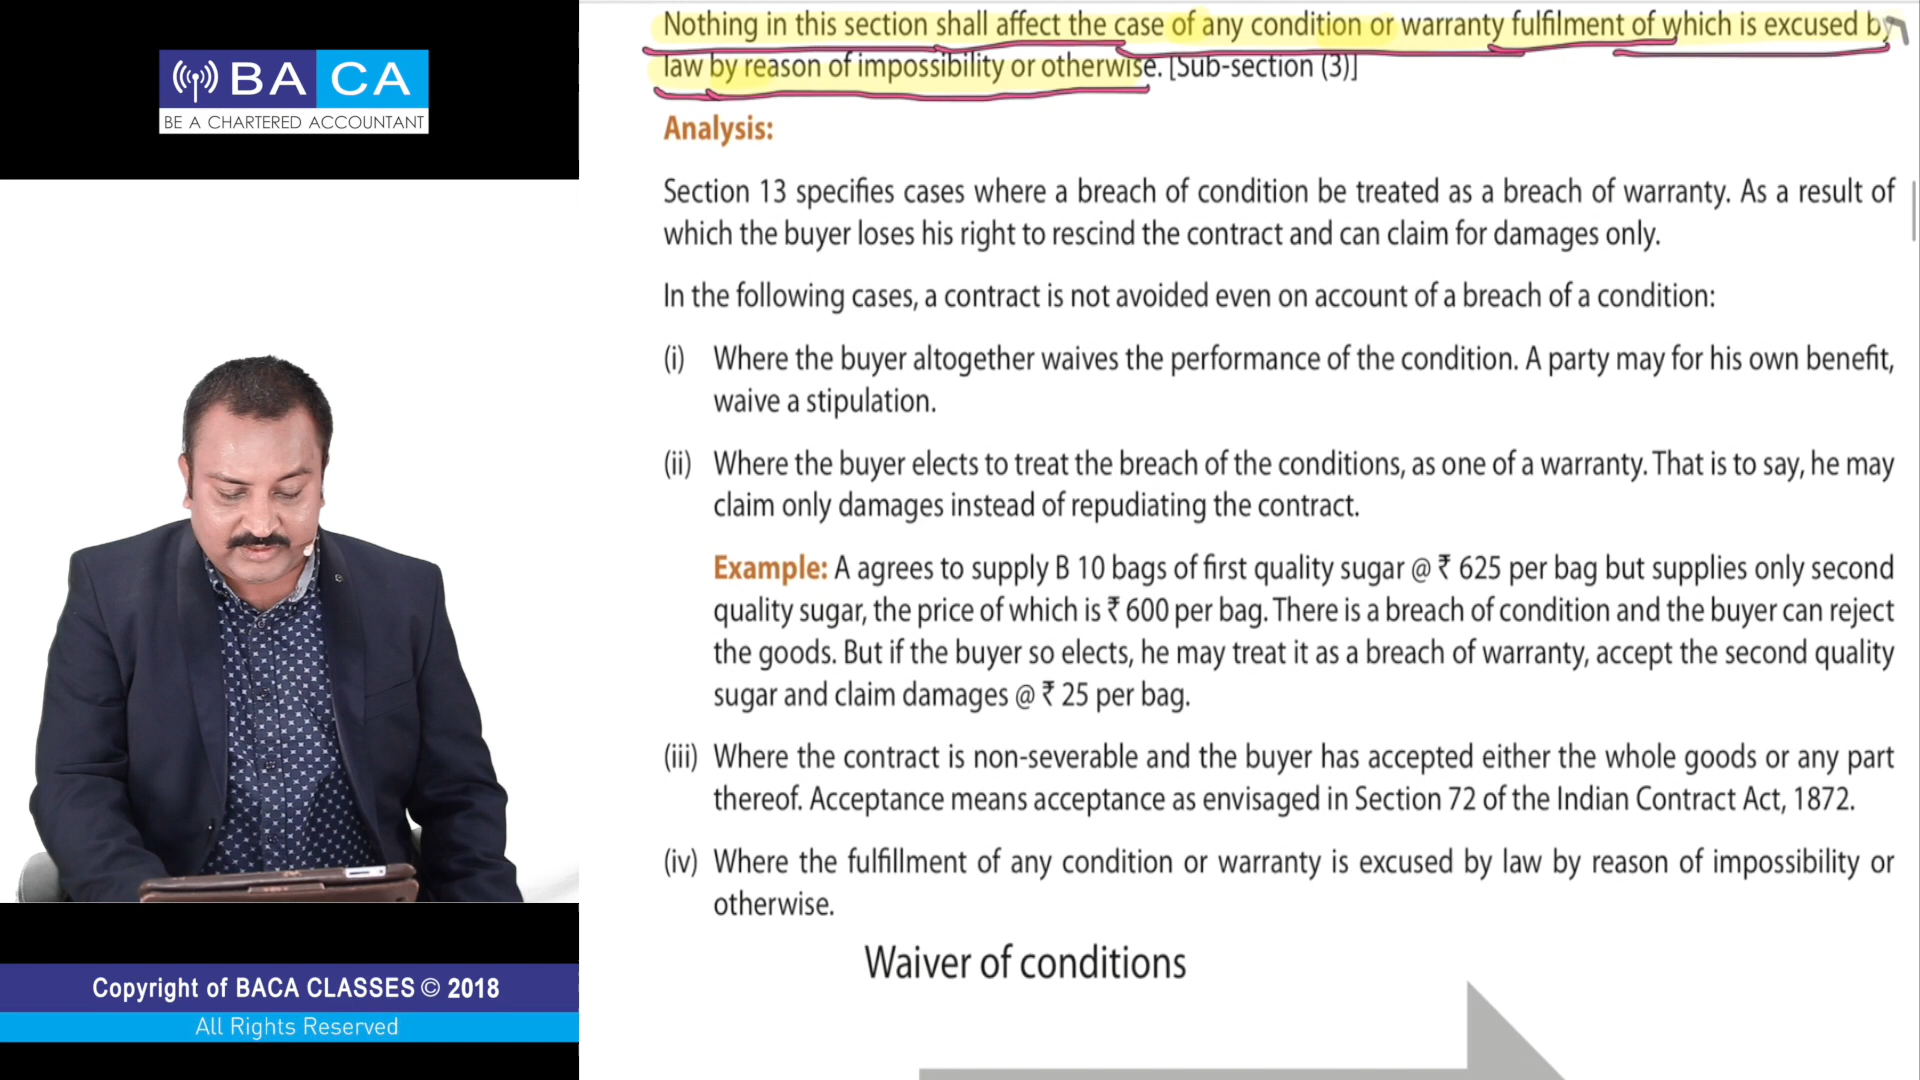 BA CA
BE A CHARTERED ACCOUNTANT
Nothing in this section shall affect the case of any condition or warranty fulfilment of which is excused by
law by reason of impossibility or otherwise. [Sub-section (3)]
Analysis:
Section 13 specifies cases where a breach of condition be treated as a breach of warranty. As a result of
which the buyer loses his right to rescind the contract and can claim for damages only.
In the following cases, a contract is not avoided even on account of a breach of a condition:
(i) Where the buyer altogether waives the performance of the condition. A party may for his own benefit,
waive a stipulation.
(ii) Where the buyer elects to treat the breach of the conditions, as one of a warranty. That is to say, he may
claim only damages instead of repudiating the contract.
Example: A agrees to supply B 10 bags of first quality sugar @ ₹ 625 per bag but supplies only second
quality sugar, the price of which is ₹ 600 per bag. There is a breach of condition and the buyer can reject
the goods. But if the buyer so elects, he may treat it as a breach of warranty, accept the second quality
sugar and claim damages @ ₹ 25 per bag.
(iii) Where the contract is non-severable and the buyer has accepted either the whole goods or any part
thereof. Acceptance means acceptance as envisaged in Section 72 of the Indian Contract Act, 1872.
(iv) Where the fulfillment of any condition or warranty is excused by law by reason of impossibility or
otherwise.
Waiver of conditions
Copyright of BACA CLASSES © 2018
All Rights Reserved